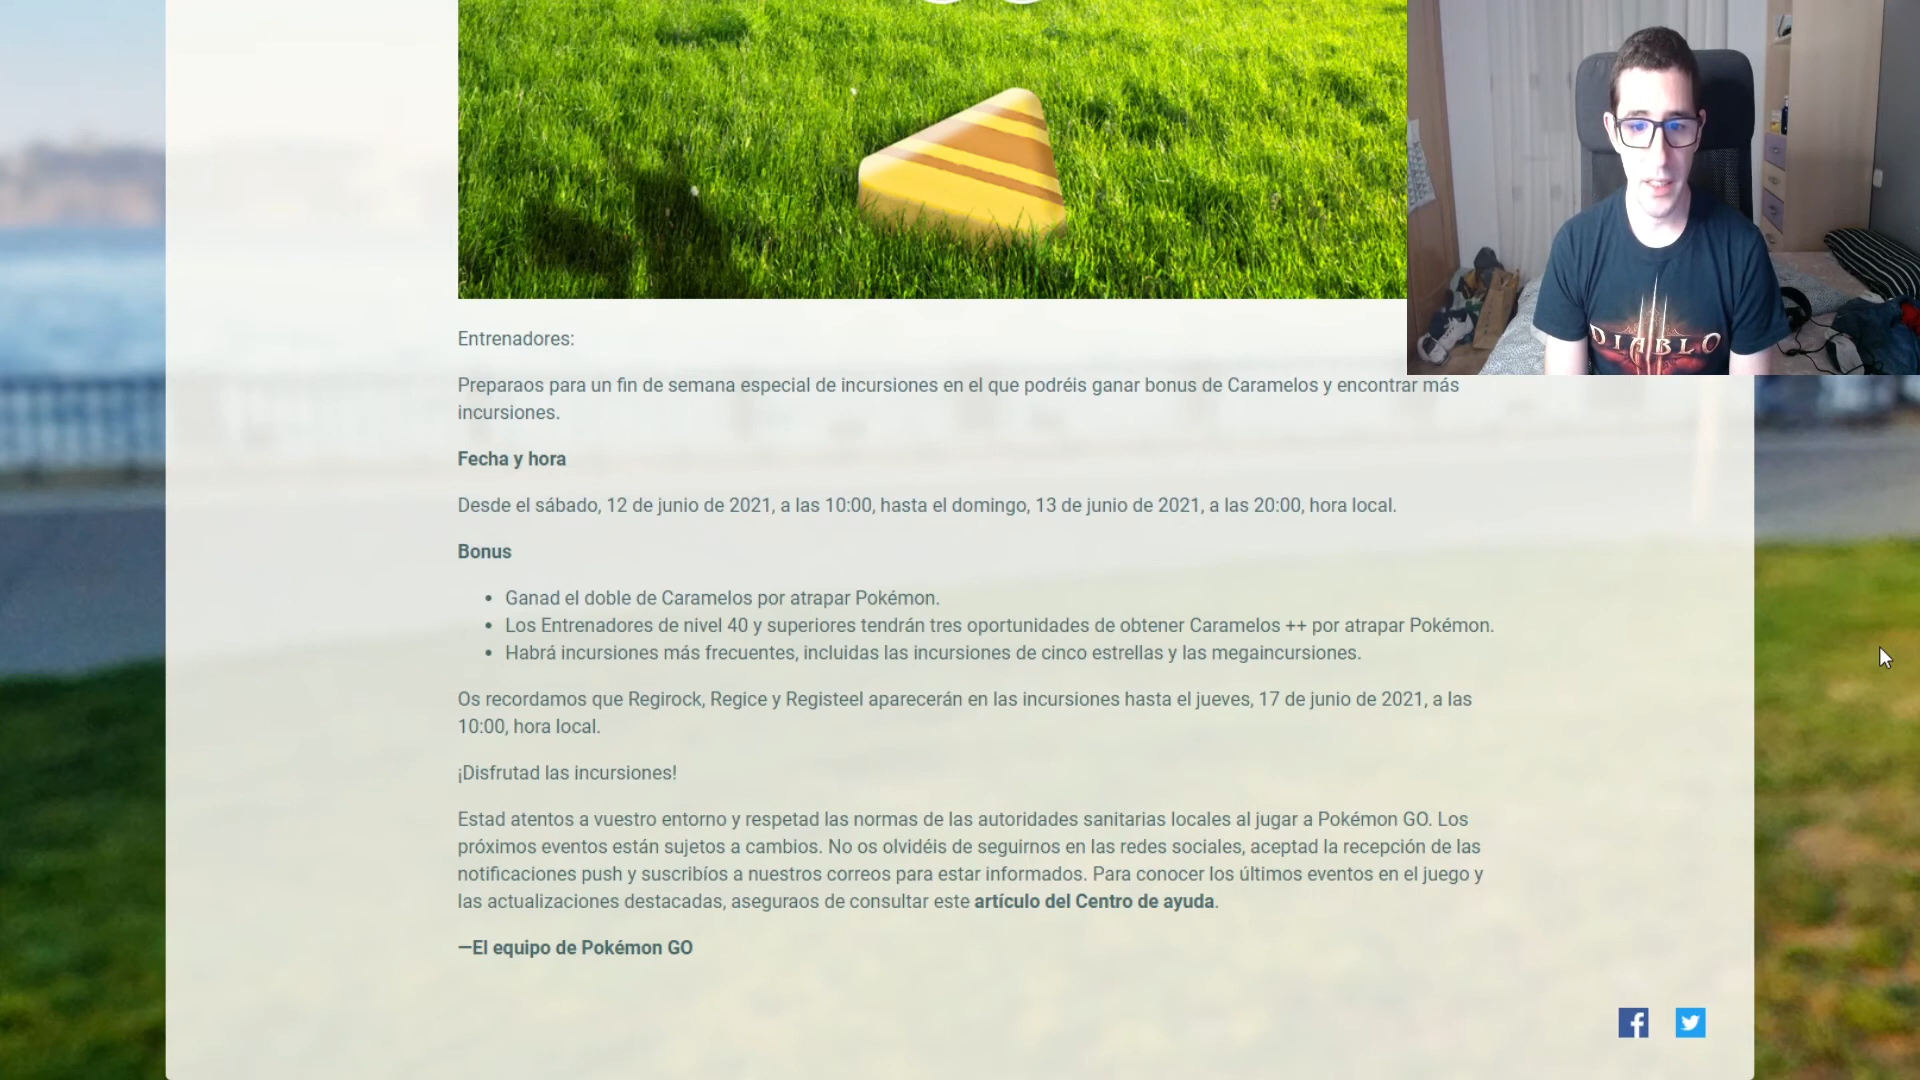 Entrenadores:
Preparaos para un fin de semana especial de incursiones en el que podréis ganar bonus de Caramelos y encontrar más
incursiones.
Fecha y hora
Desde el sábado, 12 de junio de 2021, a las 10:00, hasta el domingo, 13 de junio de 2021, a las 20:00, hora local.
Bonus
• Ganad el doble de Caramelos por atrapar Pokémon.
• Los Entrenadores de nivel 40 y superiores tendrán tres oportunidades de obtener Caramelos ++ por atrapar Pokémon.
• Habrá incursiones más frecuentes, incluidas las incursiones de cinco estrellas y las megaincursiones.
Os recordamos que Regirock, Regice y Registeel aparecerán en las incursiones hasta el jueves, 17 de junio de 2021, a las
10:00, hora local.
¡Disfrutad las incursiones!
Estad atentos a vuestro entorno y respetad las normas de las autoridades sanitarias locales al jugar a Pokémon GO. Los
próximos eventos están sujetos a cambios. No os olvidéis de seguirnos en las redes sociales, aceptad la recepción de las
notificaciones push y suscribíos a nuestros correos para estar informados. Para conocer los últimos eventos en el juego y
las actualizaciones destacadas, aseguraos de consultar este artículo del Centro de ayuda.
—El equipo de Pokémon GO
DIABLO